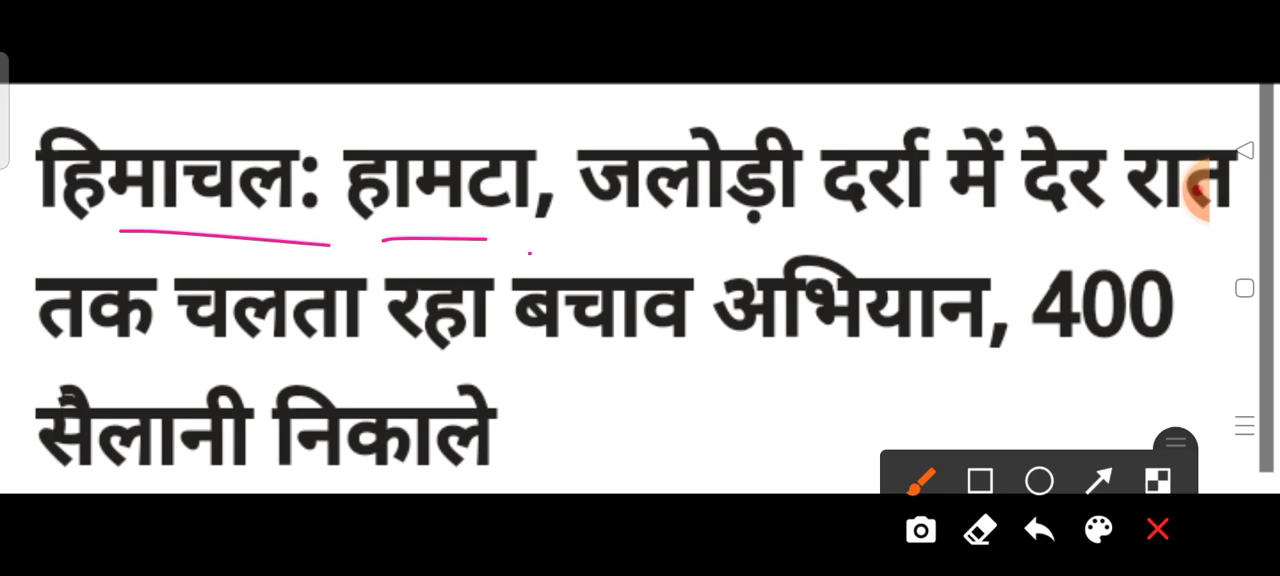 हिमाचल: हामटा, जलोड़ी दर्रा में देर रात
तक चलता रहा बचाव अभियान, 400
सैलानी निकाले